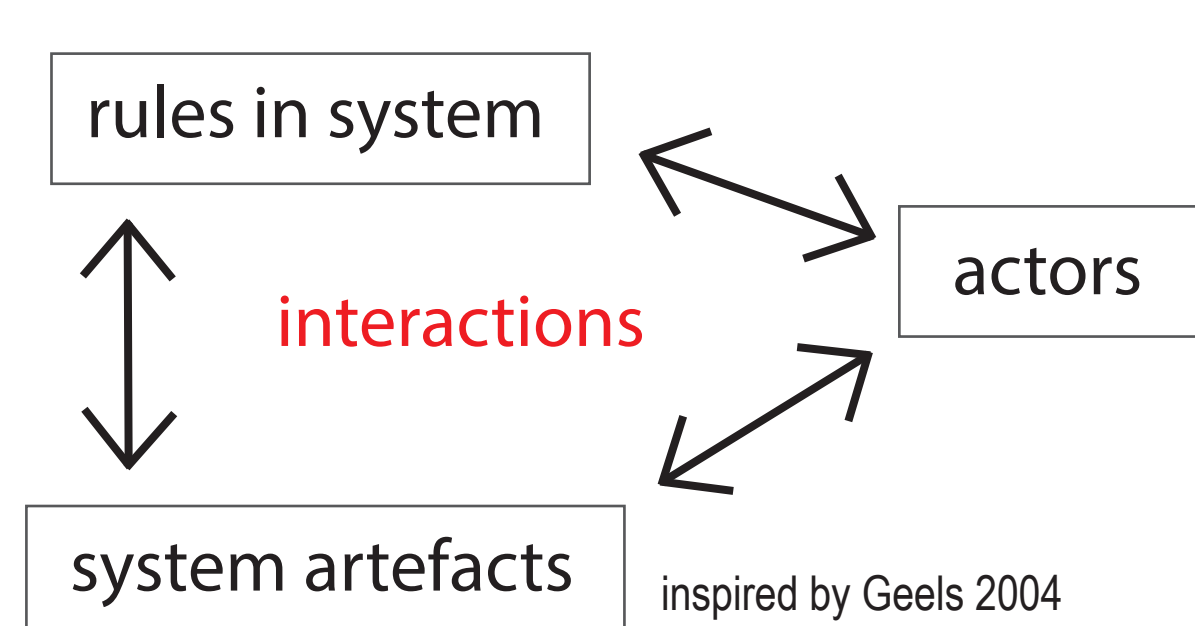 rules in system
actors
interactions
system artefacts
inspired by Geels 2004